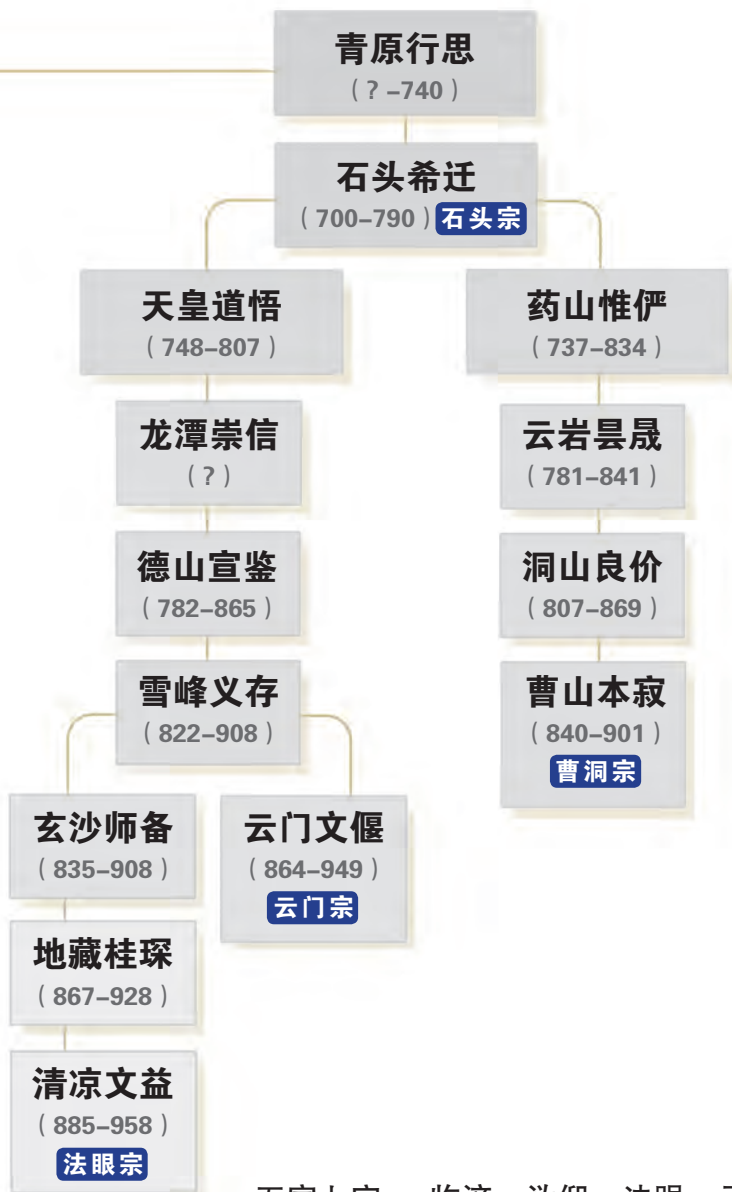 青原行思
（?–740）
石头希迁
（700–790）石头宗
天皇道悟
（748–807）
药山惟俨
（737–834）
龙潭崇信
（?）
云岩昙晟
（781–841）
德山宣鉴
（782–865）
洞山良价
（807–869）
雪峰义存
（822–908）
曹山本寂
（840–901）
曹洞宗
玄沙师备
（835–908）
云门文偃
（864–949）
云门宗
地藏桂琛
（867–928）
清凉文益
（885–958）
法眼宗